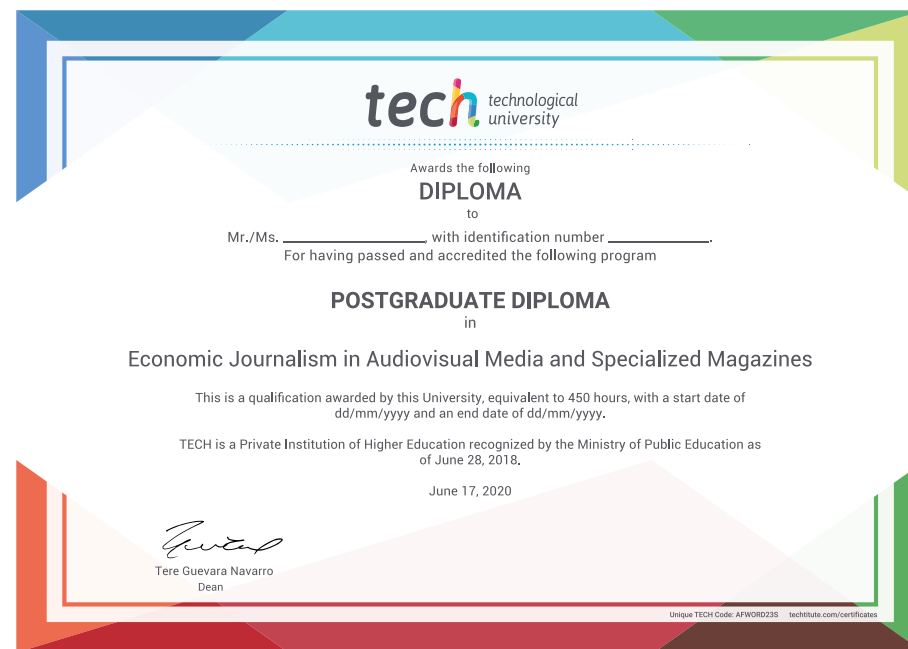 tech technological
university
Awards the following
DIPLOMA
to
Mr./Ms. ____________________, with identification number ______________.
For having passed and accredited the following program
POSTGRADUATE DIPLOMA
in
Economic Journalism in Audiovisual Media and Specialized Magazines
This is a qualification awarded by this University, equivalent to 450 hours, with a start date of
dd/mm/yyyy and an end date of dd/mm/yyyy.
TECH is a Private Institution of Higher Education recognized by the Ministry of Public Education as
of June 28, 2018.
June 17, 2020
Tere Guevara Navarro
Dean
Unique TECH Code: AFWORD23S techtitute.com/certificates